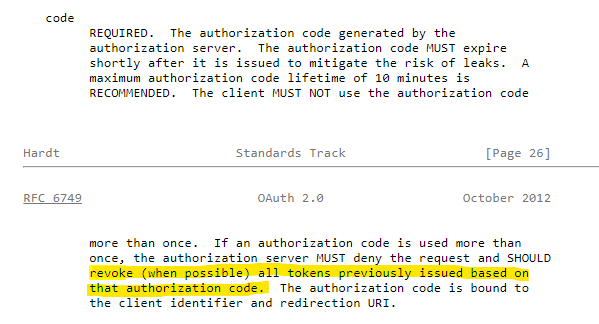 code
REQUIRED. The authorization code generated by the
authorization server. The authorization code MUST expire
shortly after it is issued to mitigate the risk of leaks. A
maximum authorization code lifetime of 10 minutes is
RECOMMENDED. The client MUST NOT use the authorization code
Hardt Standards Track [Page 26]
RFC 6749 OAuth 2.0 October 2012
more than once. If an authorization code is used more than
once, the authorization server MUST deny the request and SHOULD
revoke (when possible) all tokens previously issued based on
that authorization code. The authorization code is bound to
the client identifier and redirection URI.